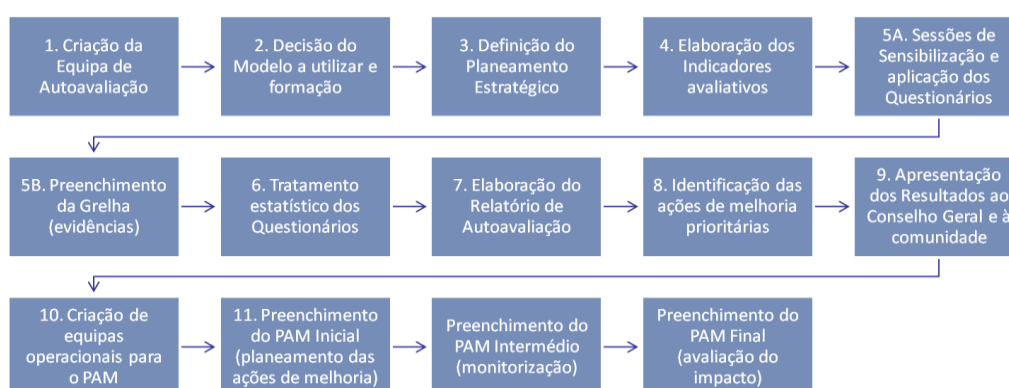 1. Criação da
Equipa de
Autoavaliação
2. Decisão do
Modelo a utilizar e
formação
3. Definição do
Planeamento
Estratégico
4. Elaboração dos
Indicadores
avaliativos
5A. Sessões de
Sensibilização e
aplicação dos
Questionários
5B. Preenchimento
da Grelha
(evidências)
6. Tratamento
estatístico dos
Questionários
7. Elaboração do
Relatório de
Autoavaliação
8. Identificação das
ações de melhoria
prioritárias
9. Apresentação
dos Resultados ao
Conselho Geral e à
comunidade
10. Criação de
equipas
operacionais para
o PAM
11. Preenchimento
do PAM Inicial
(planeamento das
ações de melhoria)
Preenchimento do
PAM Intermédio
(monitorização)
Preenchimento do
PAM Final
(avaliação do
impacto)